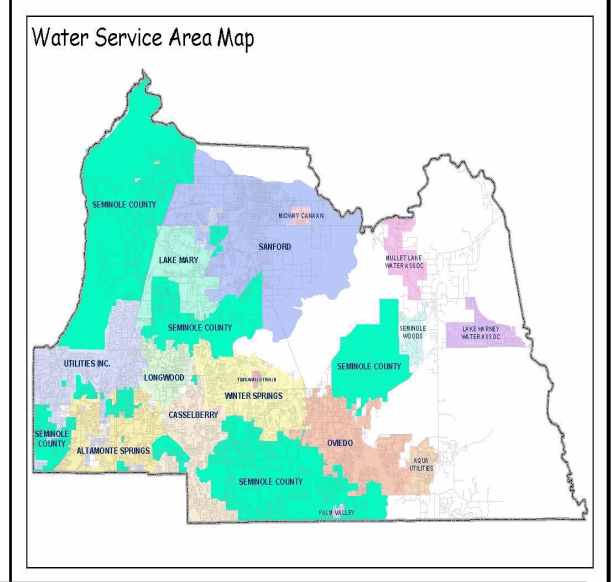 Water Service Area Map
SEMINOLE COUNTY
MIDWAY CANAAN
SANFORD
LAKE MARY
MULLET LAKE
WATER ASSOC
SEMINOLE COUNTY
SEMINOLE
WOODS
LAKE HARNEY
WATER ASSOC.
UTILITIES INC.
LONGWOOD
SEMINOLE COUNTY
WINTER SPRINGS
CASSELBERRY
SEMINOLE
COUNTY
ALTAMONTE SPRINGS
OVIEDO
AQUA
UTILITIES
SEMINOLE COUNTY
PALM VALLEY